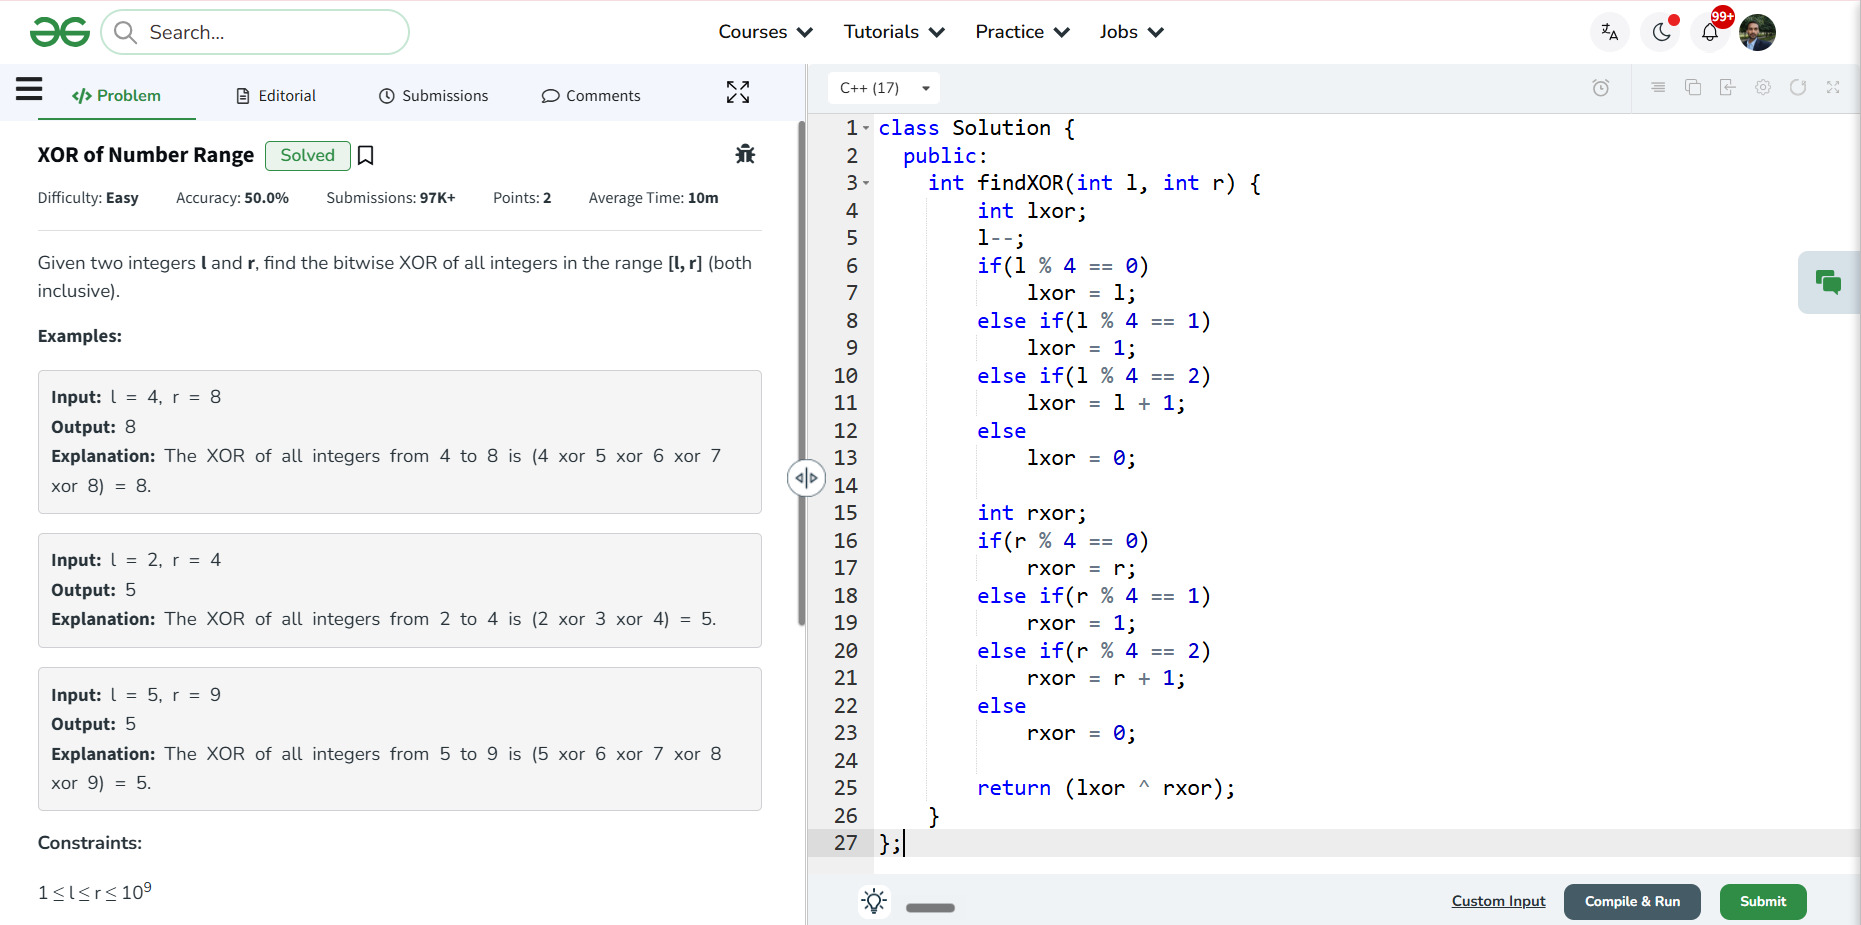 Search...
Courses
Tutorials
Practice
Jobs
99+
Problem
Editorial
Submissions
Comments
XOR of Number Range
Solved
Difficulty: Easy Accuracy: 50.0% Submissions: 97K+ Points: 2 Average Time: 10m
Given two integers l and r, find the bitwise XOR of all integers in the range [l, r] (both
inclusive).
Examples:
Input: l = 4, r = 8
Output: 8
Explanation: The XOR of all integers from 4 to 8 is (4 xor 5 xor 6 xor 7
xor 8) = 8.
Input: l = 2, r = 4
Output: 5
Explanation: The XOR of all integers from 2 to 4 is (2 xor 3 xor 4) = 5.
Input: l = 5, r = 9
Output: 5
Explanation: The XOR of all integers from 5 to 9 is (5 xor 6 xor 7 xor 8
xor 9) = 5.
Constraints:
1 ≤ l ≤ r ≤ 10⁹
C++ (17)
1 class Solution {
2   public:
3     int findXOR(int l, int r) {
4         int lxor;
5         l--;
6         if(l % 4 == 0)
7             lxor = l;
8         else if(l % 4 == 1)
9             lxor = 1;
10         else if(l % 4 == 2)
11             lxor = l + 1;
12         else
13             lxor = 0;
14
15         int rxor;
16         if(r % 4 == 0)
17             rxor = r;
18         else if(r % 4 == 1)
19             rxor = 1;
20         else if(r % 4 == 2)
21             rxor = r + 1;
22         else
23             rxor = 0;
24
25         return (lxor ^ rxor);
26     }
27 };
Custom Input
Compile & Run
Submit